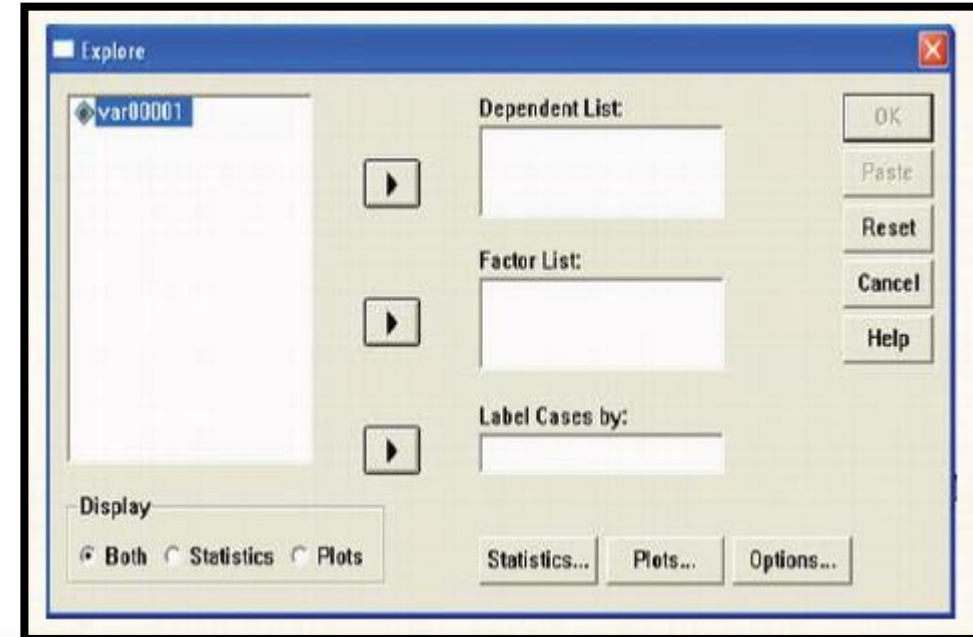 Explore
var00001
Dependent List:
OK
Paste
Reset
Factor List:
Cancel
Help
Label Cases by:
Display
Both Statistics Plots
Statistics... Plots... Options...